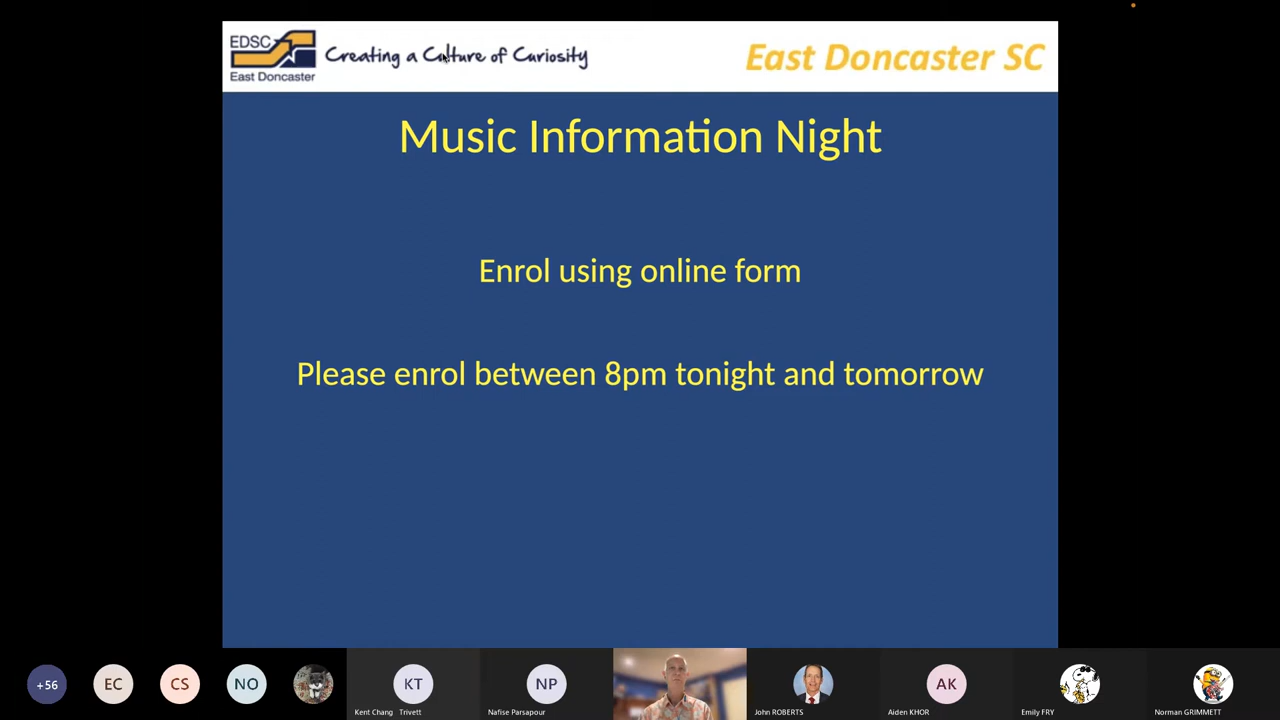 EDSC
East Doncaster
Creating a Culture of Curiosity
East Doncaster SC
Music Information Night
Enrol using online form
Please enrol between 8pm tonight and tomorrow
+56
EC
CS
NO
KT
NP
AK
Kent Chang Trivett
Nafise Parsapour
John ROBERTS
Aiden KHOR
Emily FRY
Norman GRIMMETT